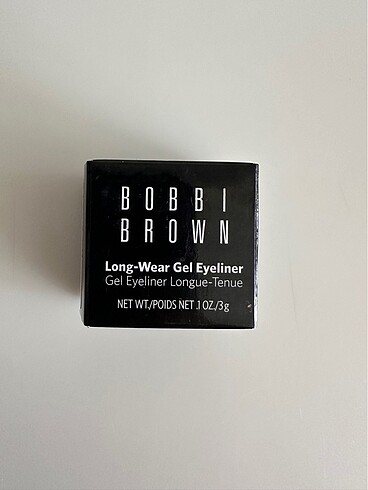 BOBBI
BROWN
Long-Wear Gel Eyeliner
Gel Eyeliner Longue-Tenue
NET WT./POIDS NET .1 OZ./3g